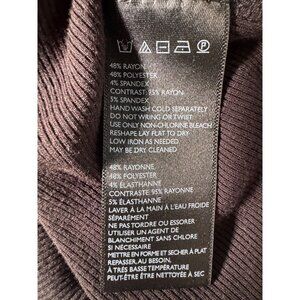 48% RAYON
48% POLYESTER
4% SPANDEX
CONTRAST: 95% RAYON
5% SPANDEX
HAND WASH COLD SEPARATELY
DO NOT WRING OR TWIST
USE ONLY NON-CHLORINE BLEACH
RESHAPE LAY FLAT TO DRY
LOW IRON AS NEEDED
MAY BE DRY CLEANED
48% RAYONNE
48% POLYESTER
4% ÉLASTHANNE
CONTRASTE 95% RAYONNE
5% ÉLASTHANNE
LAVER À LA MAIN À L'EAU FROIDE
SÉPARÉMENT
NE PAS TORDRE OU ESSORER
UTILISER UN AGENT DE
BLANCHIMENT SANS CHLORE
SI NÉCESSAIRE
METTRE EN FORME ET SÉCHER À PLAT
REPASSER, AU BESOIN,
À TRÈS BASSE TEMPÉRATURE
PEUT-ÊTRE NETTOYÉ À SEC